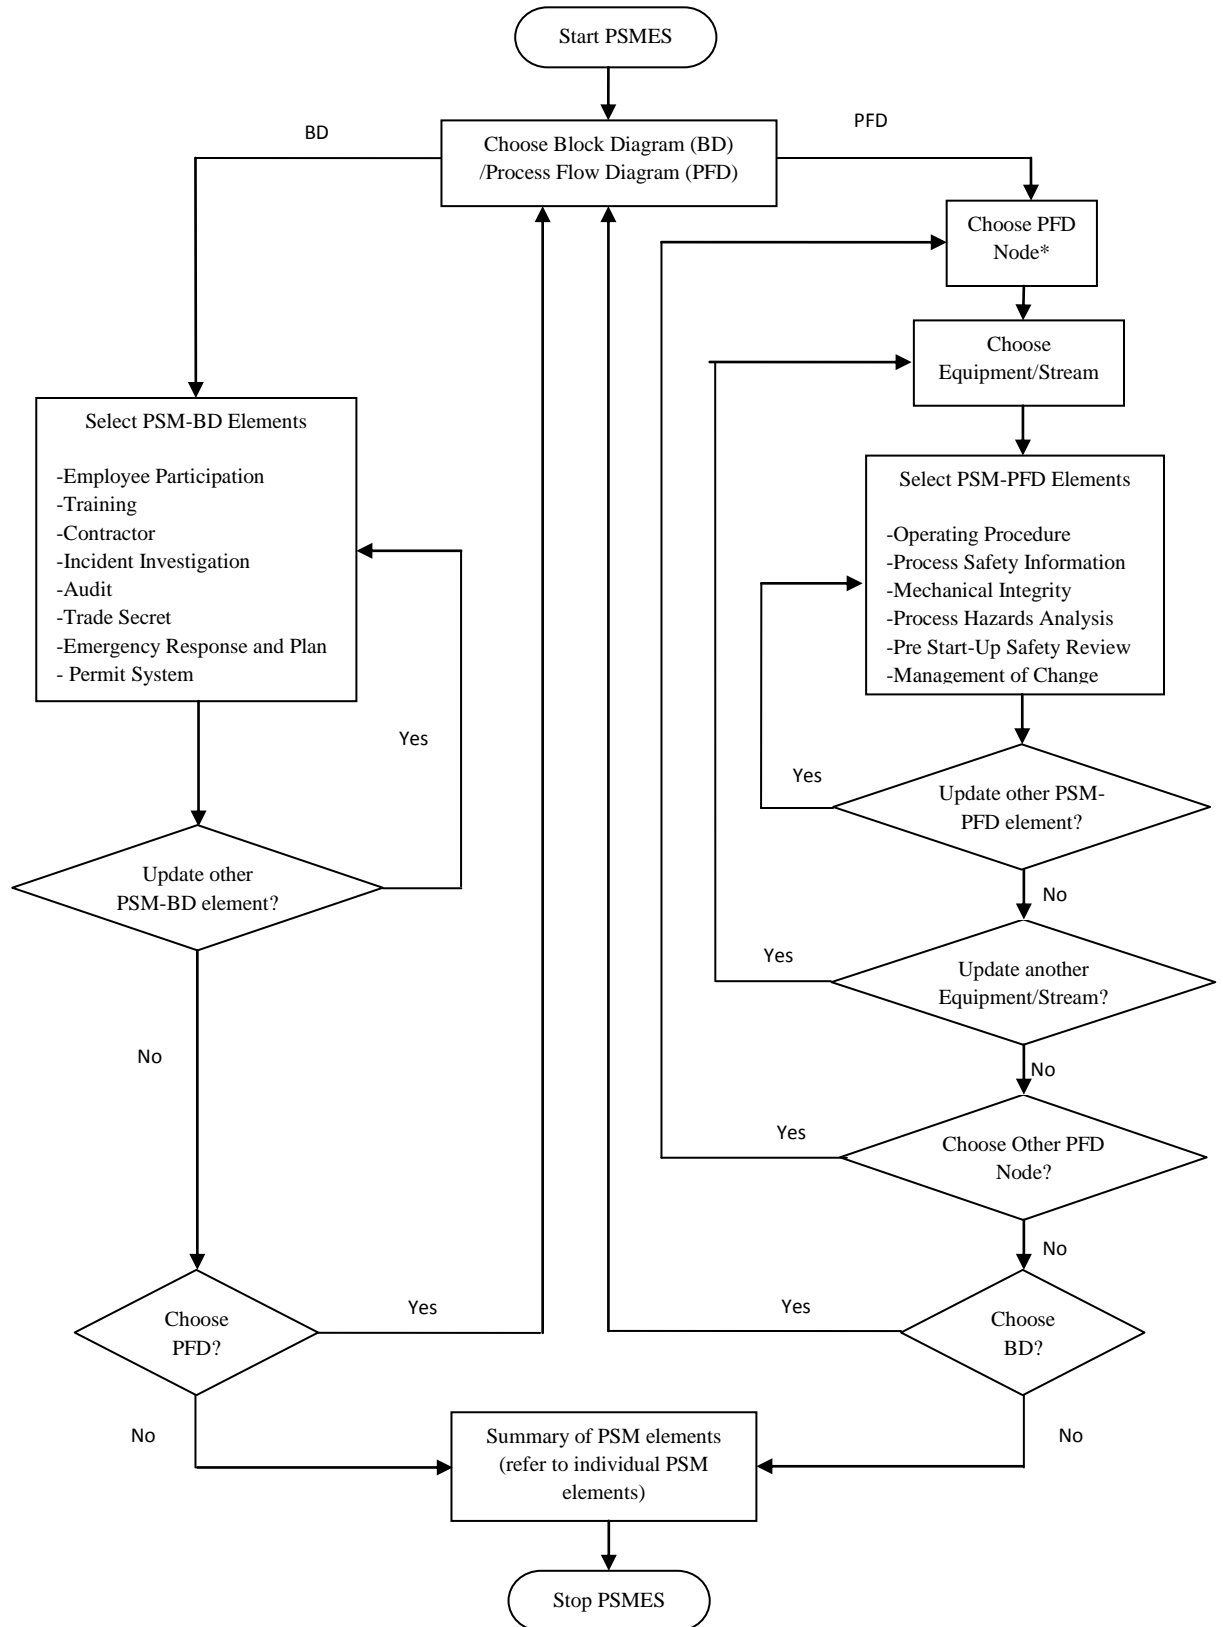 Start PSMES
BD
PFD
Choose Block Diagram (BD)
/Process Flow Diagram (PFD)
Choose PFD
Node*
Choose
Equipment/Stream
Select PSM-BD Elements
-Employee Participation
-Training
-Contractor
-Incident Investigation
-Audit
-Trade Secret
-Emergency Response and Plan
- Permit System
Select PSM-PFD Elements
-Operating Procedure
-Process Safety Information
-Mechanical Integrity
-Process Hazards Analysis
-Pre Start-Up Safety Review
-Management of Change
Yes
Yes
Update other PSM-
PFD element?
Update other
PSM-BD element?
No
Yes
Update another
Equipment/Stream?
No
No
Yes
Choose Other PFD
Node?
No
Choose
PFD?
Yes
Yes
Choose
BD?
No
No
Summary of PSM elements
(refer to individual PSM
elements)
Stop PSMES